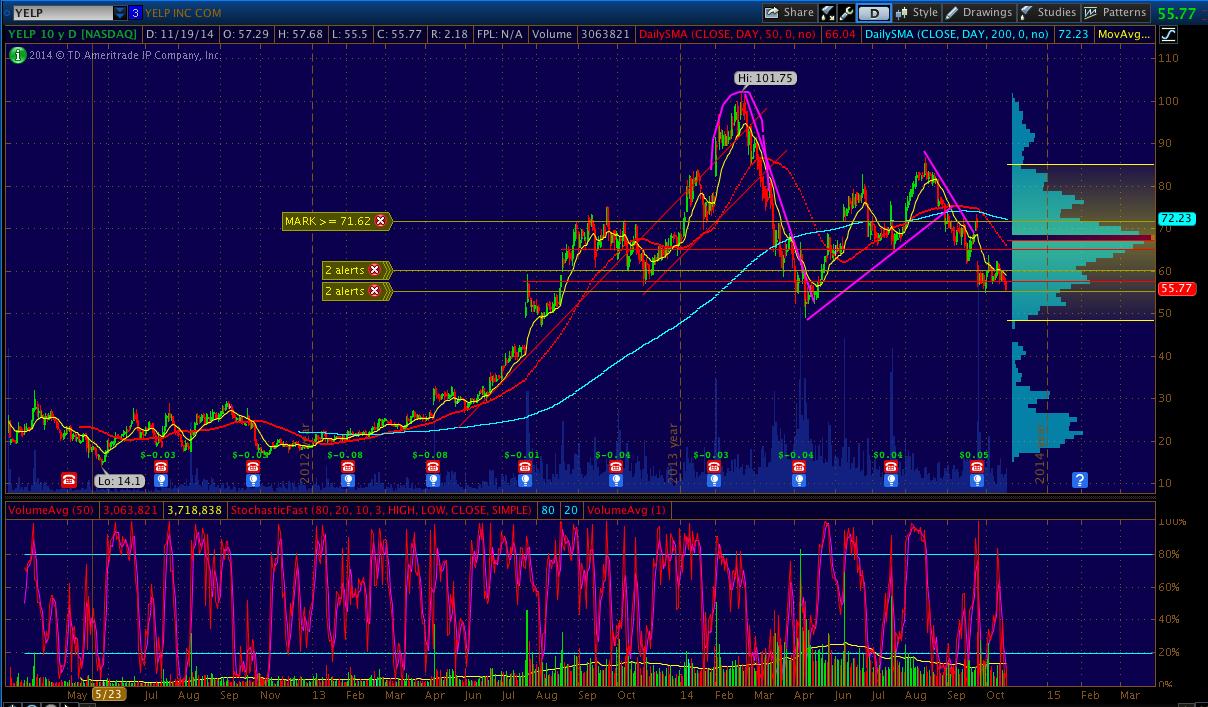 YELP 3 YELP INC COM Share D Style Drawings Studies Patterns 55.77
YELP 10 y D [NASDAQ] D: 11/19/14 O: 57.29 H: 57.68 L: 55.5 C: 55.77 R: 2.18 FPL: N/A Volume 3063821 DailySMA (CLOSE, DAY, 50, 0, no) 66.04 DailySMA (CLOSE, DAY, 200, 0, no) 72.23 MovAvg...
2014 © TD Ameritrade IP Company, Inc.
110
Hi: 101.75
100
90
80
MARK >= 71.62
72.23
70
2 alerts
60
2 alerts
55.77
50
40
30
20
2012 year
2013 year
2014 year
$-0.03 $-0.03 $-0.08 $-0.08 $-0.01 $-0.04 $-0.03 $-0.04 $0.04 $0.05
Lo: 14.1
?
10
VolumeAvg (50) 3,063,821 3,718,838 StochasticFast (80, 20, 10, 3, HIGH, LOW, CLOSE, SIMPLE) 80 20 VolumeAvg (1)
100%
80%
60%
40%
20%
0%
May 5/23 Jul Aug Sep Nov 13 Feb Mar Apr Jun Jul Aug Sep Oct 14 Feb Mar Apr Jun Jul Aug Sep Oct 15 Feb Mar